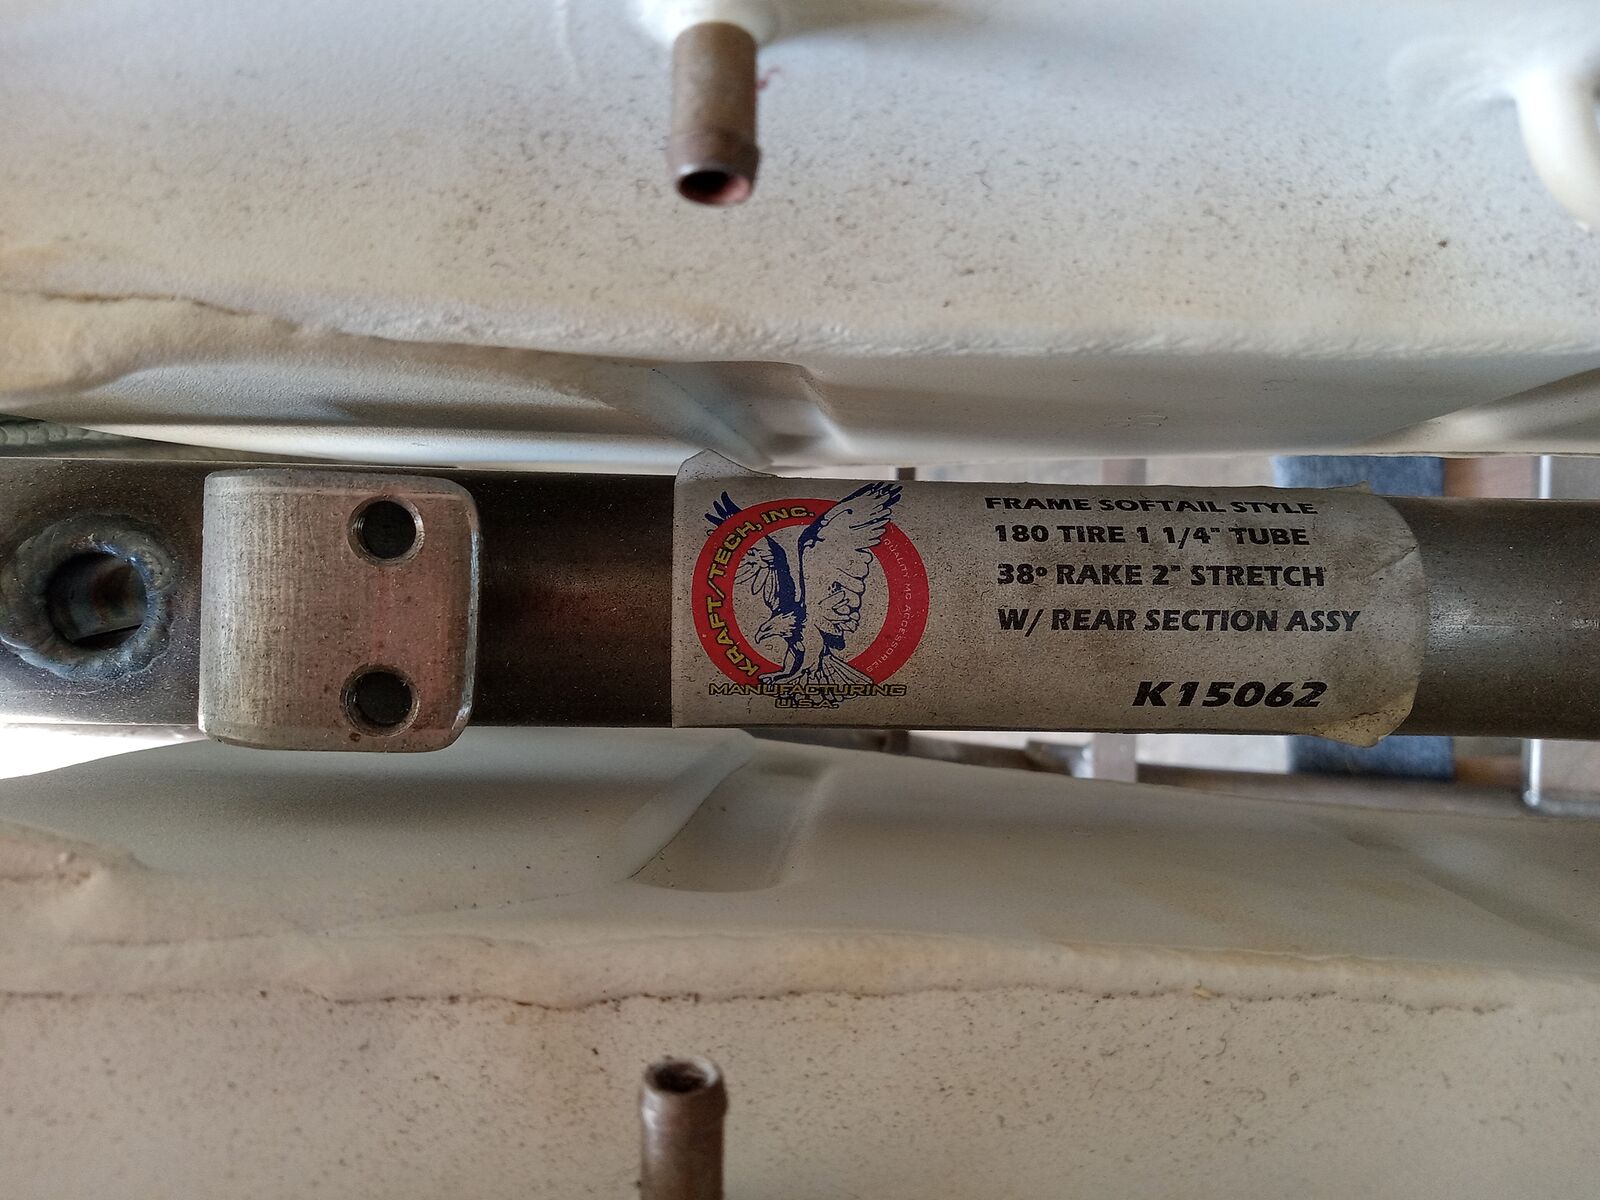 KRAFT/TECH, INC.
QUALITY MC ACCESSORIES
MANUFACTURING
U.S.A.
FRAME SOFTAIL STYLE
180 TIRE 1 1/4" TUBE
38° RAKE 2" STRETCH
W/ REAR SECTION ASSY
K15062